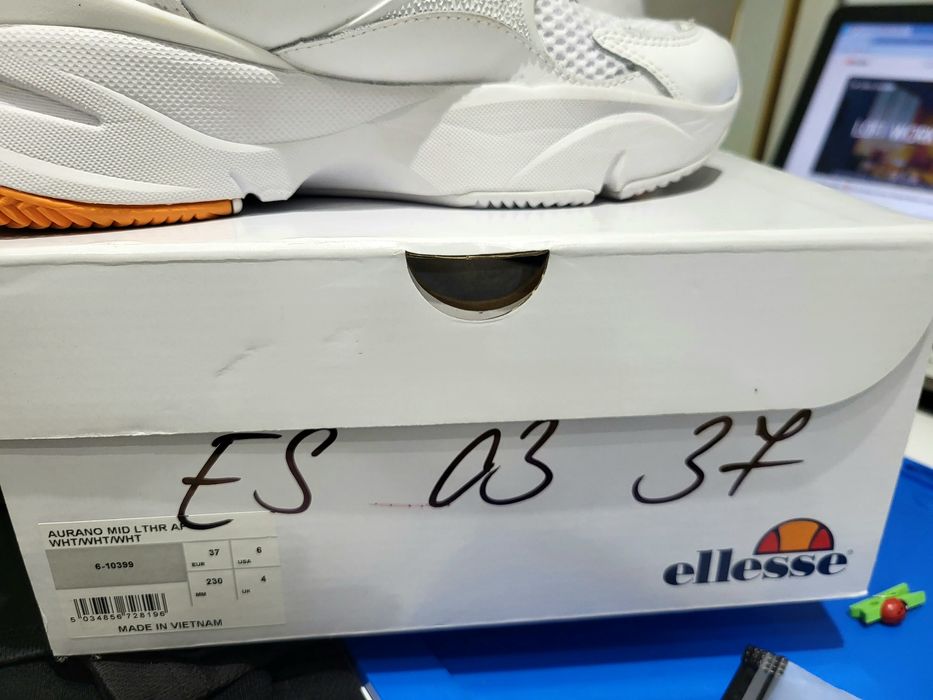 ES 03 37
AURANO MID LTHR AF
WHT/WHT/WHT
6-10399
37 EUR
6 USA
230 MM
4 UK
5 034856 728196
MADE IN VIETNAM
ellesse